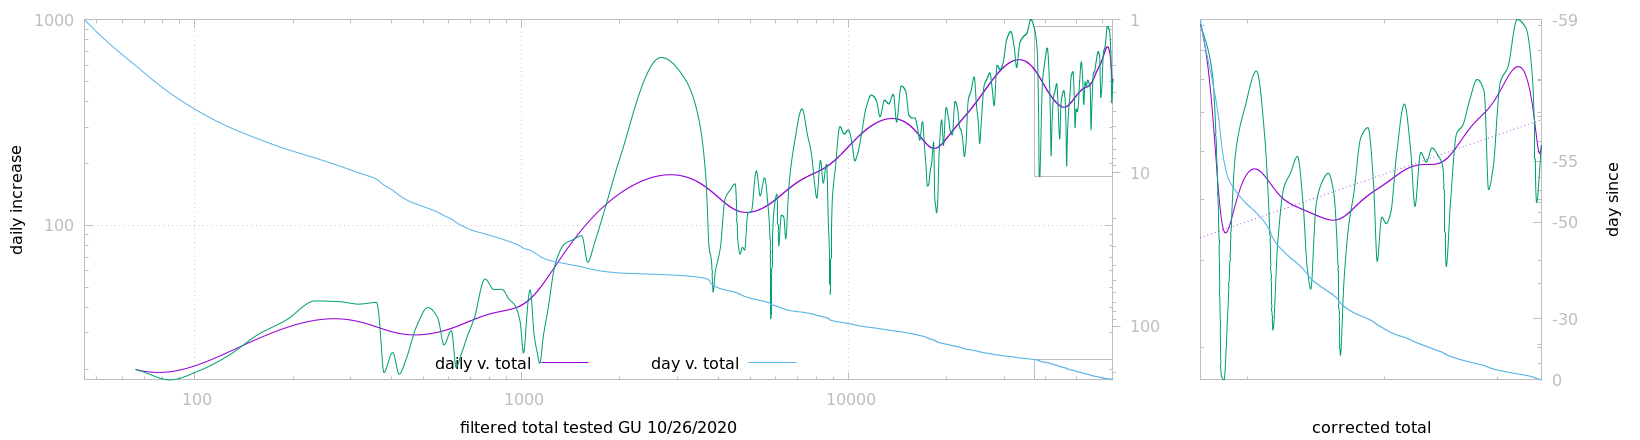 1000
100
daily increase
1
10
100
daily v. total
day v. total
100
1000
10000
filtered total tested GU 10/26/2020
-59
-55
-50
-30
0
day since
corrected total